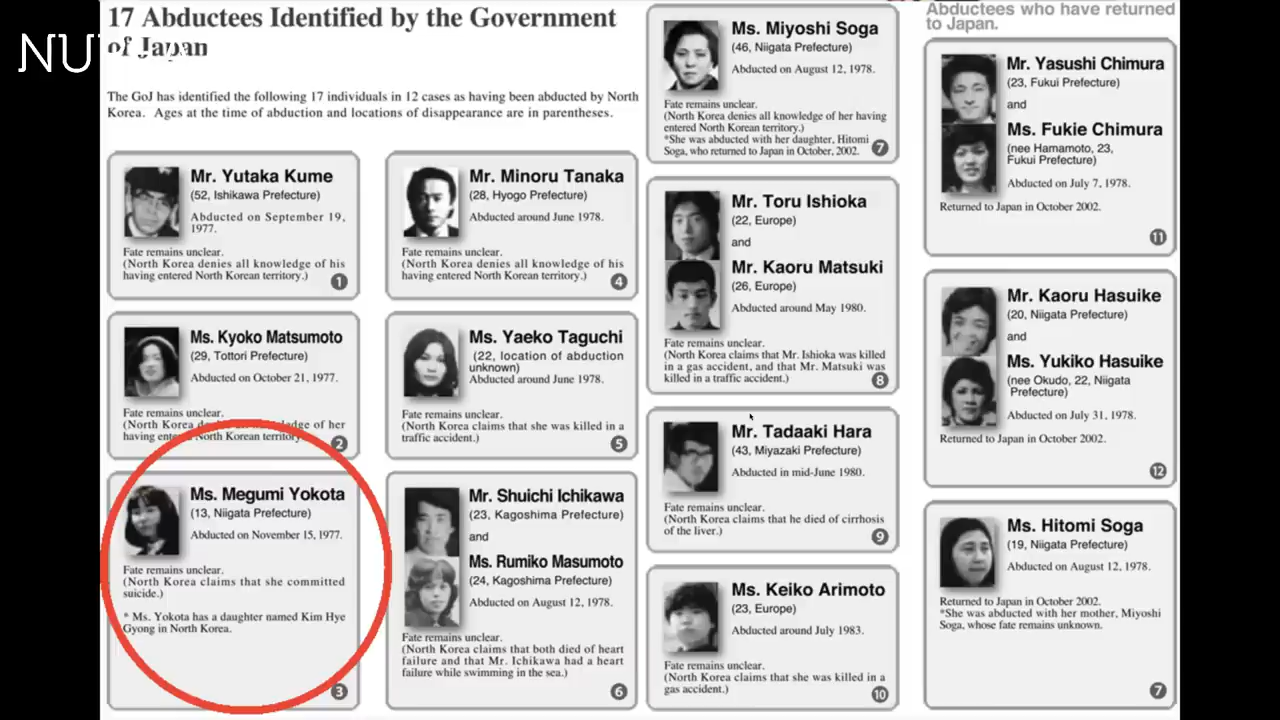 17 Abductees Identified by the Government
of Japan
The GoJ has identified the following 17 individuals in 12 cases as having been abducted by North
Korea. Ages at the time of abduction and locations of disappearance are in parentheses.
Mr. Yutaka Kume
(52, Ishikawa Prefecture)
Abducted on September 19,
1977.
Fate remains unclear.
(North Korea denies all knowledge of his
having entered North Korean territory.)
1
Ms. Kyoko Matsumoto
(29, Tottori Prefecture)
Abducted on October 21, 1977.
Fate remains unclear.
(North Korea denies all knowledge of her
having entered North Korean territory.)
2
Ms. Megumi Yokota
(13, Niigata Prefecture)
Abducted on November 15, 1977.
Fate remains unclear.
(North Korea claims that she committed
suicide.)
* Ms. Yokota has a daughter named Kim Hye
Gyong in North Korea.
3
Mr. Minoru Tanaka
(28, Hyogo Prefecture)
Abducted around June 1978.
Fate remains unclear.
(North Korea denies all knowledge of his
having entered North Korean territory.)
4
Ms. Yaeko Taguchi
(22, location of abduction
unknown)
Abducted around June 1978.
Fate remains unclear.
(North Korea claims that she was killed in a
traffic accident.)
5
Mr. Shuichi Ichikawa
(23, Kagoshima Prefecture)
and
Ms. Rumiko Masumoto
(24, Kagoshima Prefecture)
Abducted on August 12, 1978.
Fate remains unclear.
(North Korea claims that both died of heart
failure and that Mr. Ichikawa had a heart
failure while swimming in the sea.)
6
Ms. Miyoshi Soga
(46, Niigata Prefecture)
Abducted on August 12, 1978.
Fate remains unclear.
(North Korea denies all knowledge of her having
entered North Korean territory.)
*She was abducted with her daughter, Hitomi
Soga, who returned to Japan in October, 2002.
7
Mr. Toru Ishioka
(22, Europe)
and
Mr. Kaoru Matsuki
(26, Europe)
Abducted around May 1980.
Fate remains unclear.
(North Korea claims that Mr. Ishioka was killed
in a gas accident, and that Mr. Matsuki was
killed in a traffic accident.)
8
Mr. Tadaaki Hara
(43, Miyazaki Prefecture)
Abducted in mid-June 1980.
Fate remains unclear.
(North Korea claims that he died of cirrhosis
of the liver.)
9
Ms. Keiko Arimoto
(23, Europe)
Abducted around July 1983.
Fate remains unclear.
(North Korea claims that she was killed in a
gas accident.)
10
Abductees who have returned
to Japan.
Mr. Yasushi Chimura
(23, Fukui Prefecture)
and
Ms. Fukie Chimura
(nee Hamamoto, 23,
Fukui Prefecture)
Abducted on July 7, 1978.
Returned to Japan in October 2002.
11
Mr. Kaoru Hasuike
(20, Niigata Prefecture)
and
Ms. Yukiko Hasuike
(nee Okudo, 22, Niigata
Prefecture)
Abducted on July 31, 1978.
Returned to Japan in October 2002.
12
Ms. Hitomi Soga
(19, Niigata Prefecture)
Abducted on August 12, 1978.
Returned to Japan in October 2002.
*She was abducted with her mother, Miyoshi
Soga, whose fate remains unknown.
7